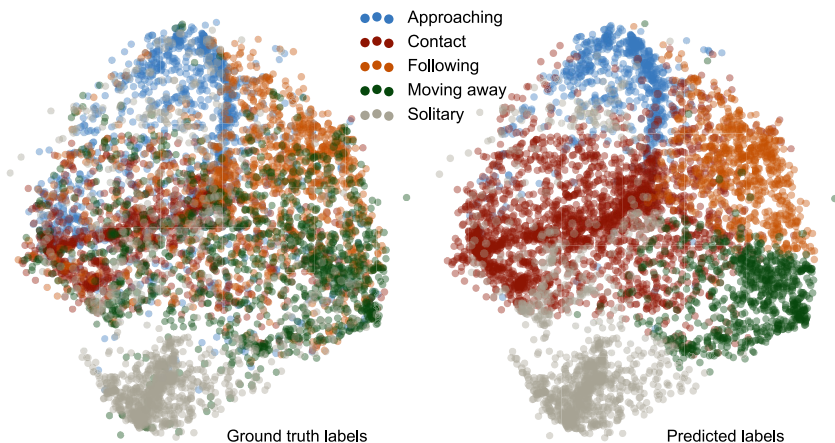 Approaching
Contact
Following
Moving away
Solitary
Ground truth labels
Predicted labels